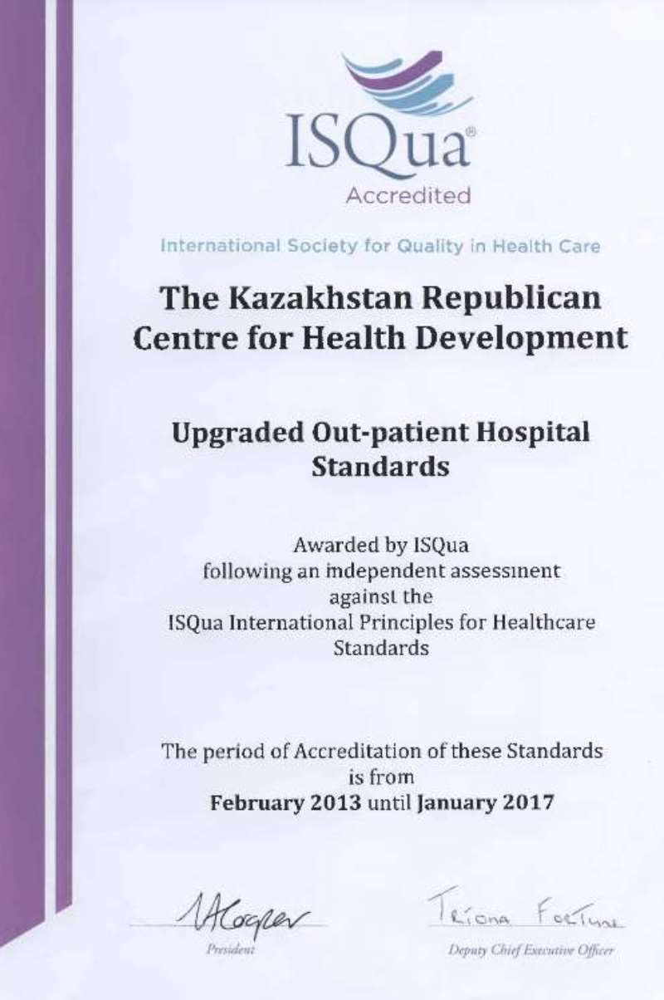 ISQua®
Accredited
International Society for Quality in Health Care
The Kazakhstan Republican
Centre for Health Development
Upgraded Out-patient Hospital
Standards
Awarded by ISQua
following an independent assessment
against the
ISQua International Principles for Healthcare
Standards
The period of Accreditation of these Standards
is from
February 2013 until January 2017
Triona Fortune
President
Deputy Chief Executive Officer